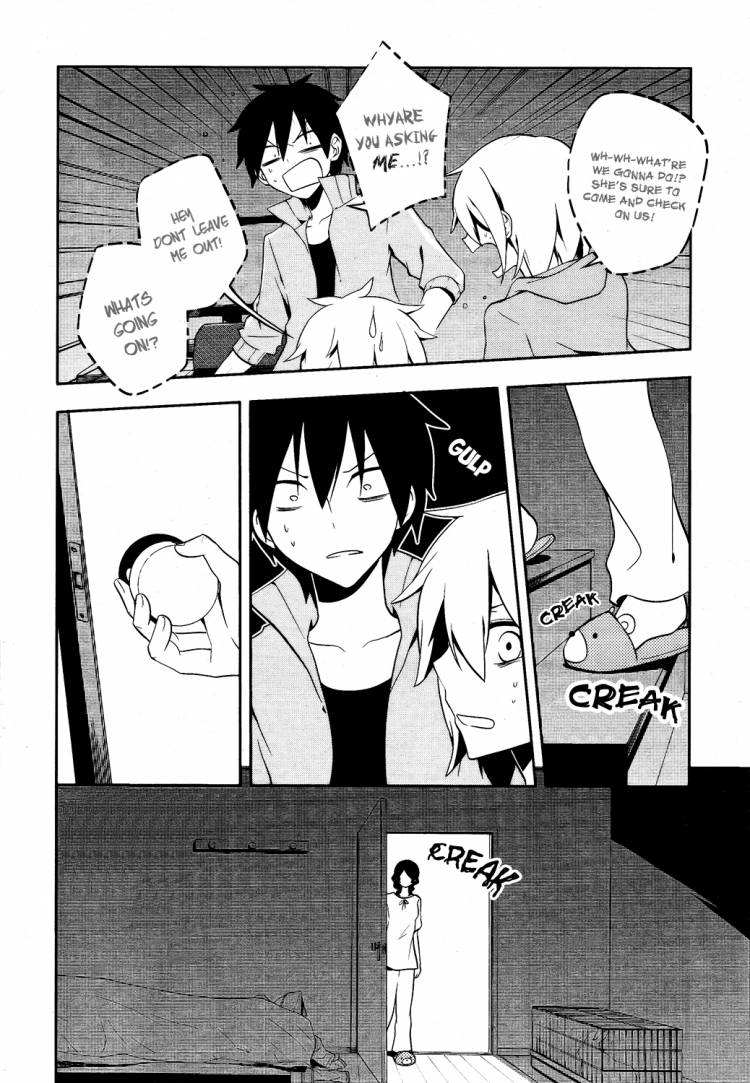 WH-WH-WHAT'RE
WE GONNA DO!?
SHE'S SURE TO
COME AND CHECK
ON US!
WHYARE
YOU ASKING
ME...!?
HEY
DONT LEAVE
ME OUT!
WHATS
GOING
ON!?
CREAK
CREAK
GULP
CREAK